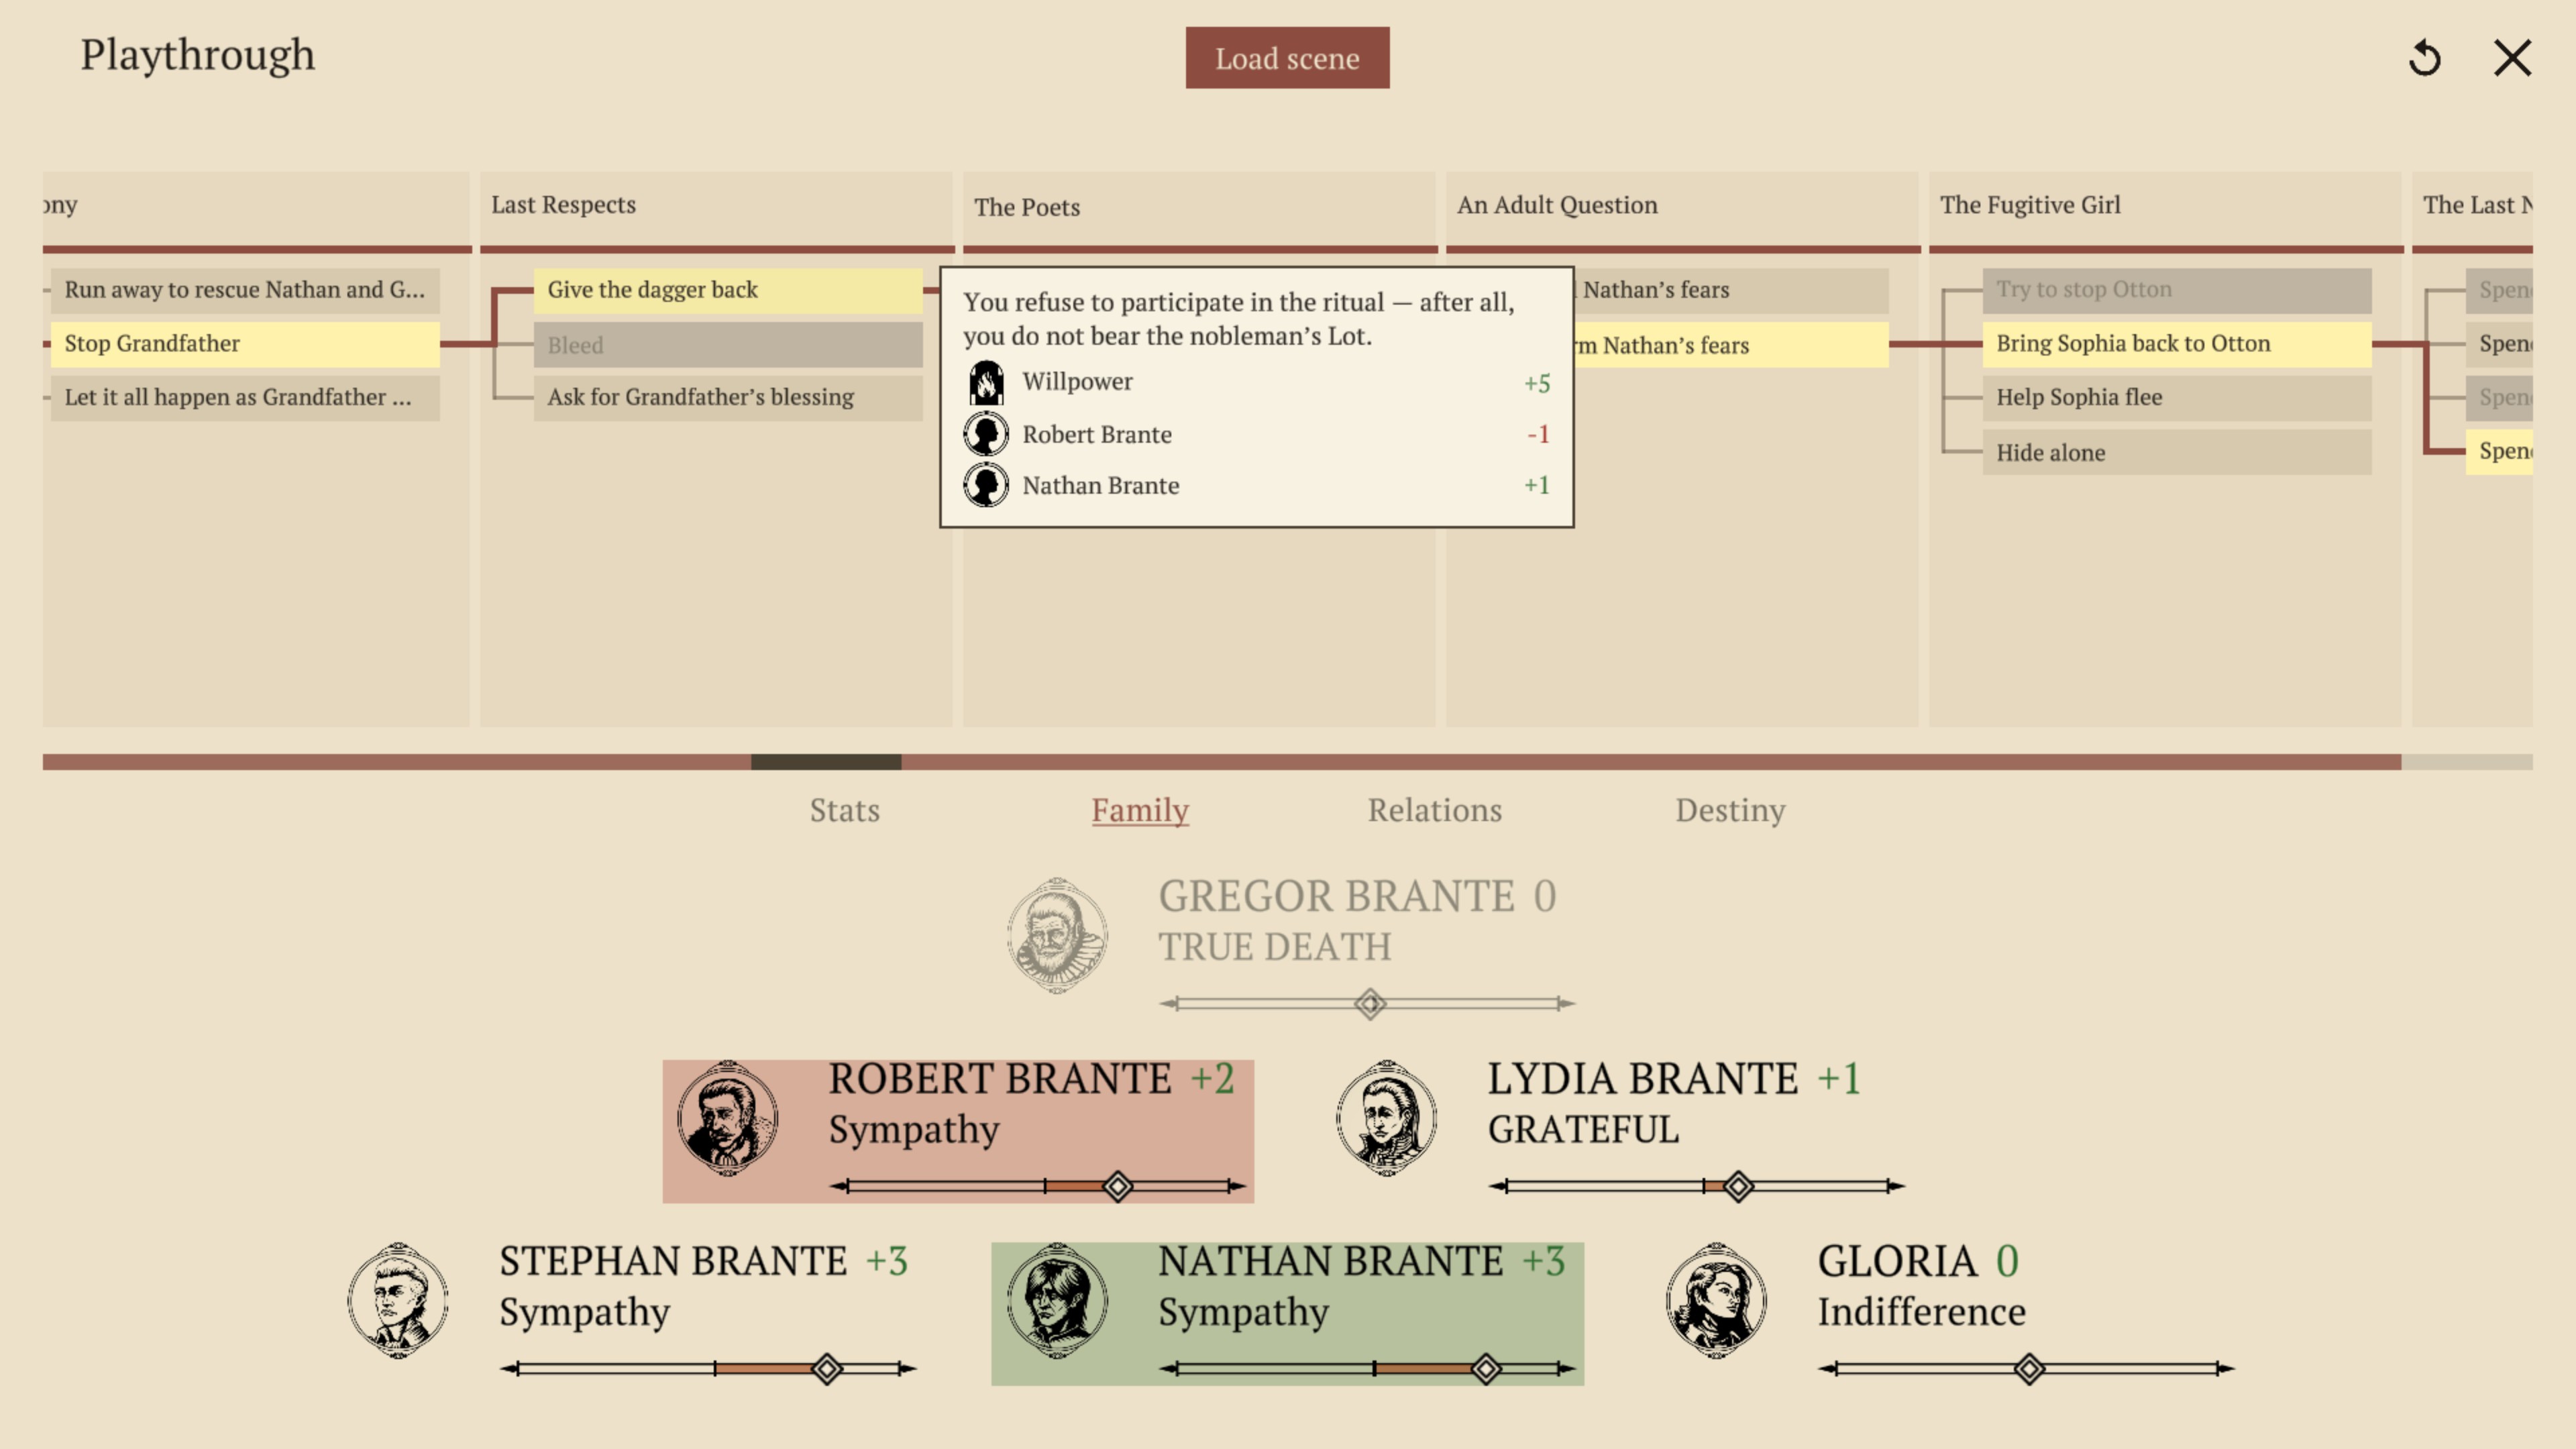 Playthrough
Load scene
ony
Last Respects
The Poets
An Adult Question
The Fugitive Girl
The Last N
Run away to rescue Nathan and G...
Stop Grandfather
Let it all happen as Grandfather ...
Give the dagger back
Bleed
Ask for Grandfather's blessing
You refuse to participate in the ritual — after all,
you do not bear the nobleman's Lot.
Willpower +5
Robert Brante -1
Nathan Brante +1
Nathan's fears
rm Nathan's fears
Try to stop Otton
Bring Sophia back to Otton
Help Sophia flee
Hide alone
Spen
Spen
Spen
Spen
Stats
Family
Relations
Destiny
GREGOR BRANTE 0
TRUE DEATH
ROBERT BRANTE +2
Sympathy
LYDIA BRANTE +1
GRATEFUL
STEPHAN BRANTE +3
Sympathy
NATHAN BRANTE +3
Sympathy
GLORIA 0
Indifference